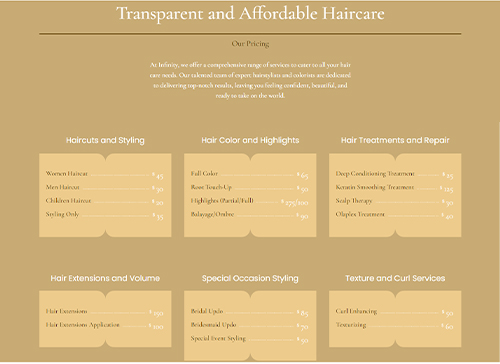 Transparent and Affordable Haircare
Our Pricing
At Infinity, we offer a comprehensive range of services to cater to all your hair
care needs. Our talented team of expert hairstylists and colorists are dedicated
to delivering top-notch results, leaving you feeling confident, beautiful, and
ready to take on the world.
Haircuts and Styling
Women Haircut $45
Men Haircut $30
Children Haircut $20
Styling Only $35
Hair Color and Highlights
Full Color $65
Root Touch-Up $50
Highlights (Partial/Full)
Balayage/Ombre $90
Hair Treatments and Repair
Deep Conditioning Treatment $25
Keratin Smoothing Treatment $125
Scalp Therapy $30
Olaplex Treatment $40
Hair Extensions and Volume
Hair Extensions
Hair Extensions Application $100
Special Occasion Styling
Bridal Updo $85
Bridesmaid Updo $70
Special Event Styling
Texture and Curl Services
Curl Enhancing
Texturizing $60